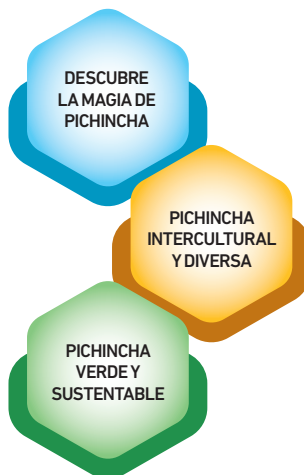 DESCUBRE
LA MAGIA DE
PICHINCHA
PICHINCHA
INTERCULTURAL
Y DIVERSA
PICHINCHA
VERDE Y
SUSTENTABLE